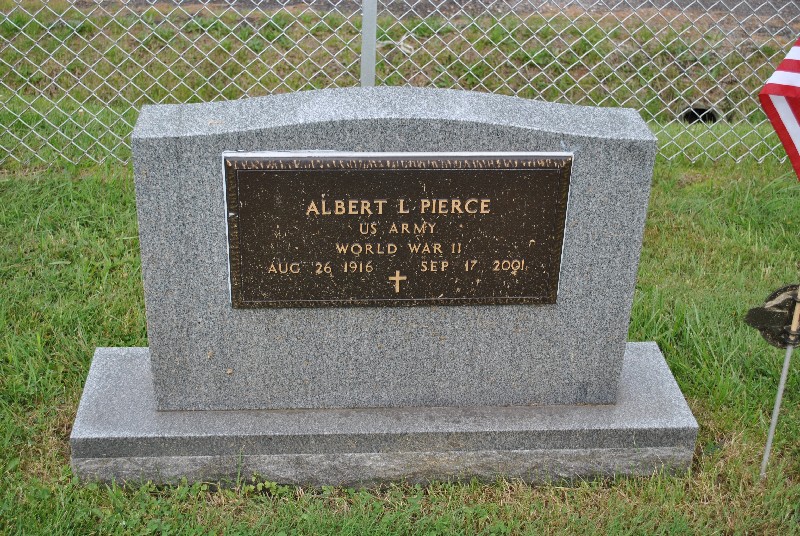 ALBERT L PIERCE
US ARMY
WORLD WAR II
AUG 26 1916 SEP 17 2001